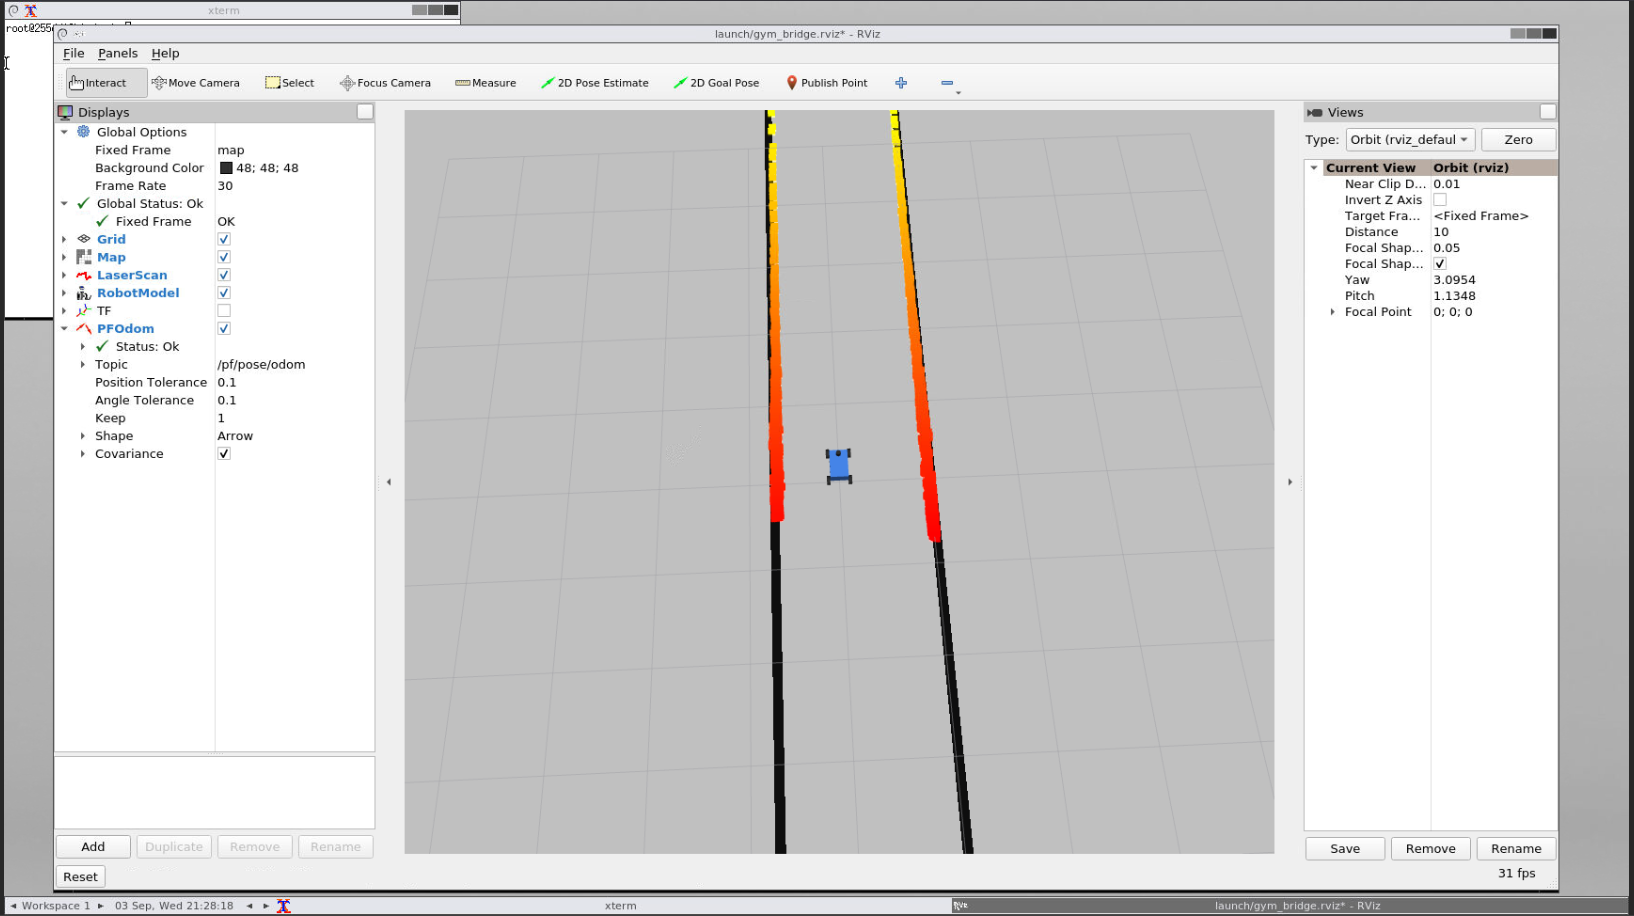 xterm
root@255
launch/gym_bridge.rviz* - RViz
File Panels Help
Interact Move Camera Select Focus Camera Measure 2D Pose Estimate 2D Goal Pose Publish Point
Displays
Global Options
Fixed Frame map
Background Color 48; 48; 48
Frame Rate 30
Global Status: Ok
Fixed Frame OK
Grid
Map
LaserScan
RobotModel
TF
PFOdom
Status: Ok
Topic /pf/pose/odom
Position Tolerance 0.1
Angle Tolerance 0.1
Keep 1
Shape Arrow
Covariance
Add Duplicate Remove Rename
Reset
Views
Type: Orbit (rviz_defaul Zero
Current View Orbit (rviz)
Near Clip D... 0.01
Invert Z Axis
Target Fra... <Fixed Frame>
Distance 10
Focal Shap... 0.05
Focal Shap...
Yaw 3.0954
Pitch 1.1348
Focal Point 0; 0; 0
Save Remove Rename
31 fps
Workspace 1 03 Sep, Wed 21:28:18 xterm launch/gym_bridge.rviz* - RViz